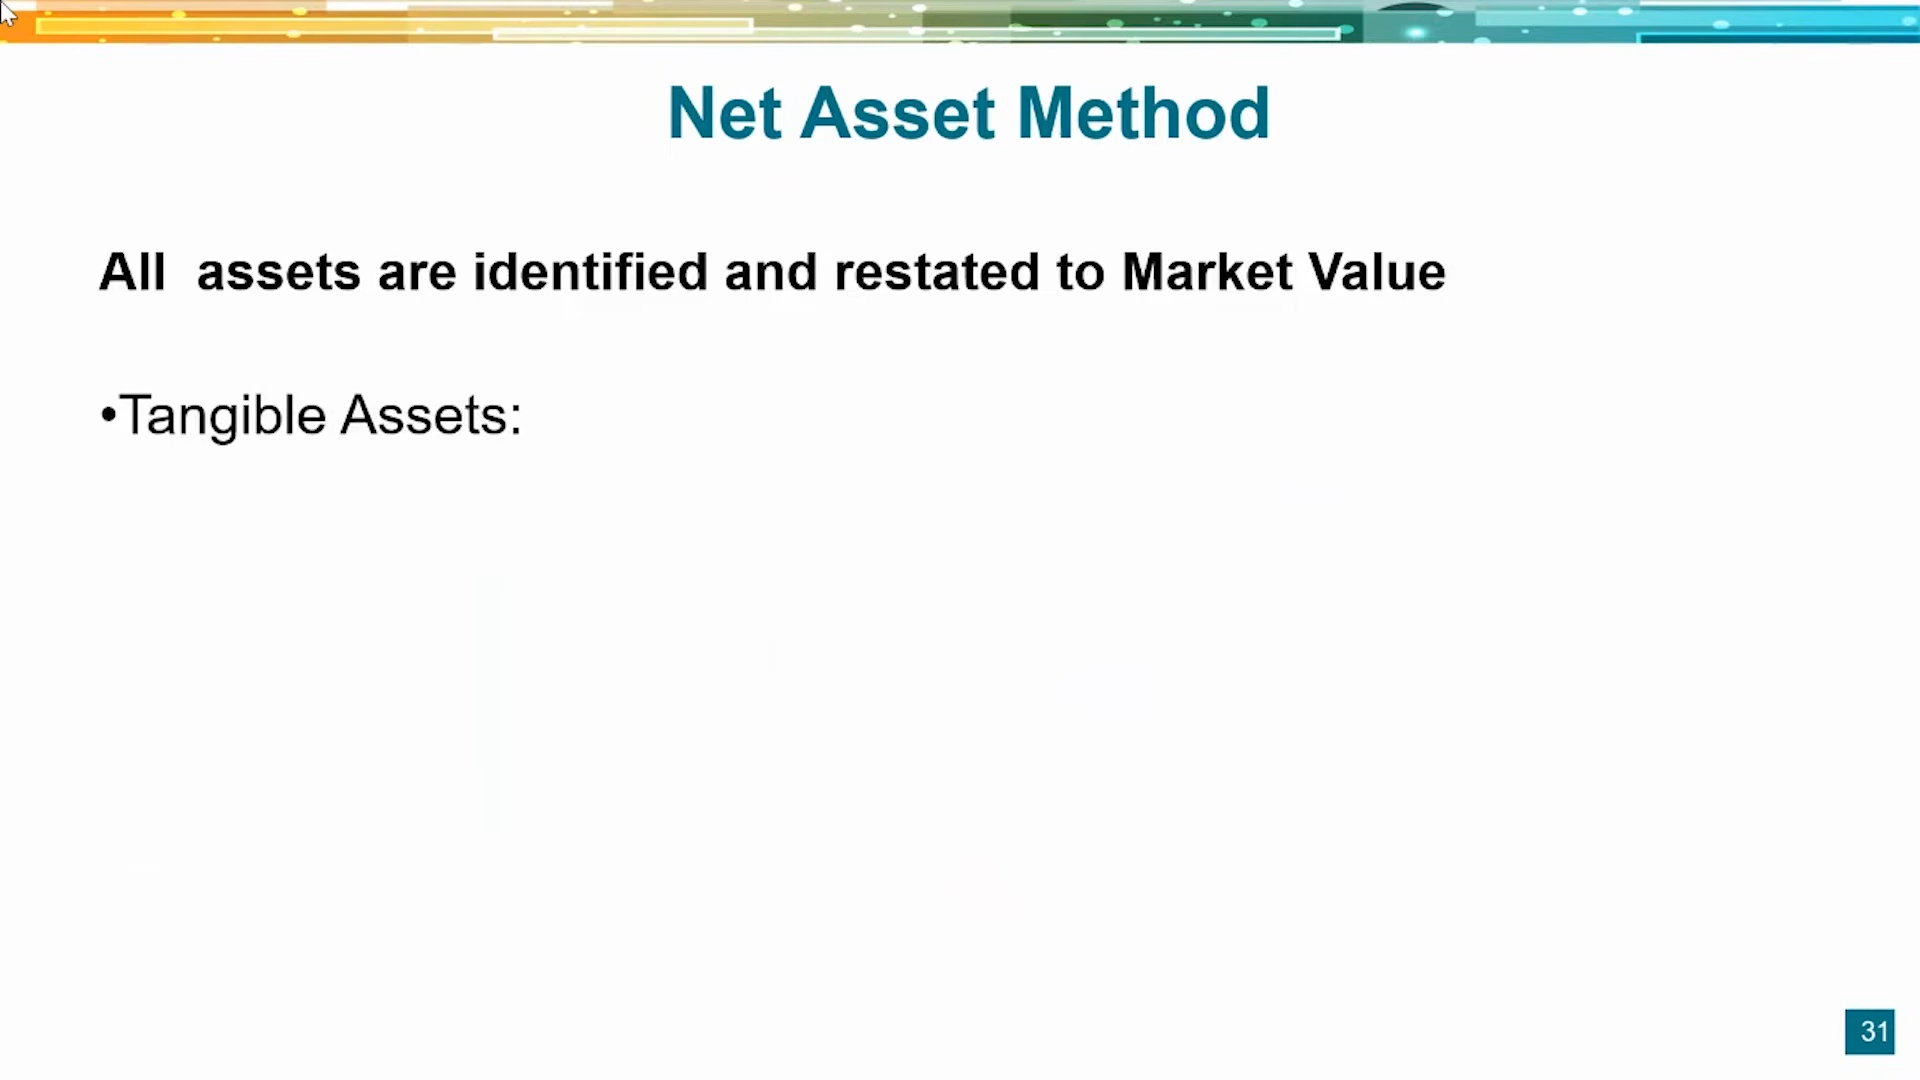 Net Asset Method
All  assets are identified and restated to Market Value
•Tangible Assets:
31